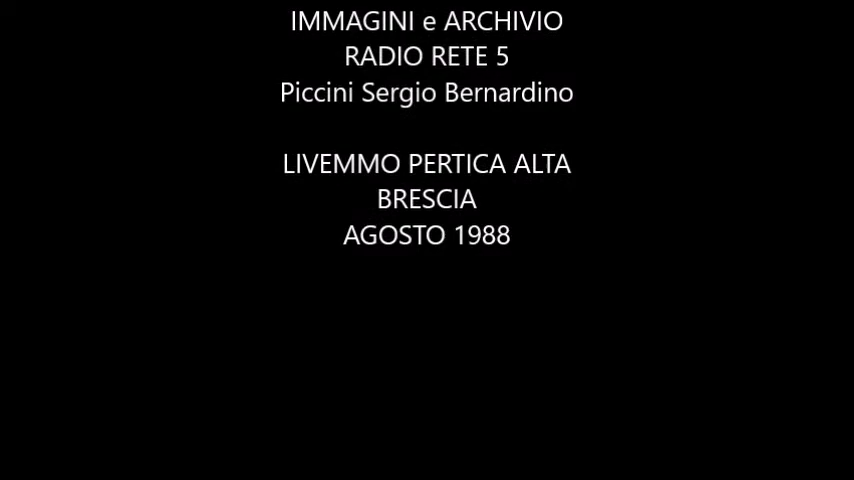 IMMAGINI e ARCHIVIO
RADIO RETE 5
Piccini Sergio Bernardino
LIVEMMO PERTICA ALTA
BRESCIA
AGOSTO 1988